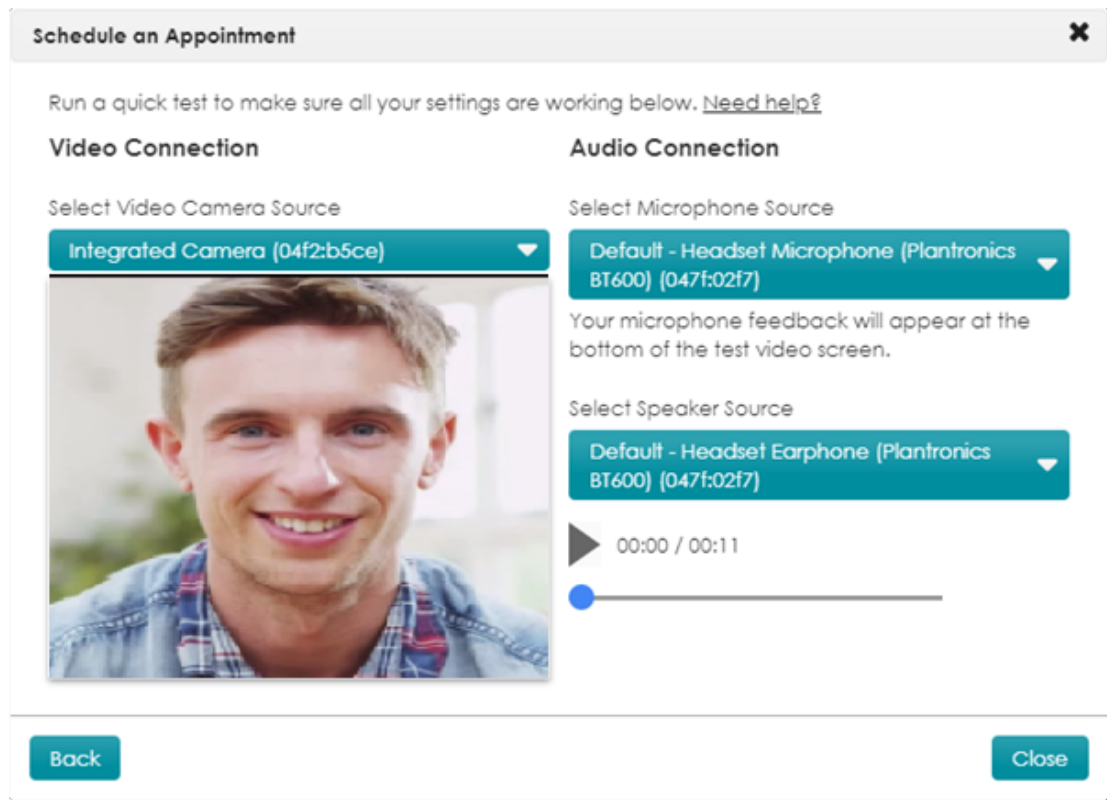 Schedule an Appointment
Run a quick test to make sure all your settings are working below. Need help?
Video Connection
Select Video Camera Source
Integrated Camera (04f2:b5ce)
Audio Connection
Select Microphone Source
Default - Headset Microphone (Plantronics
BT600) (047f:02f7)
Your microphone feedback will appear at the
bottom of the test video screen.
Select Speaker Source
Default - Headset Earphone (Plantronics
BT600) (047f:02f7)
00:00 / 00:11
Back
Close